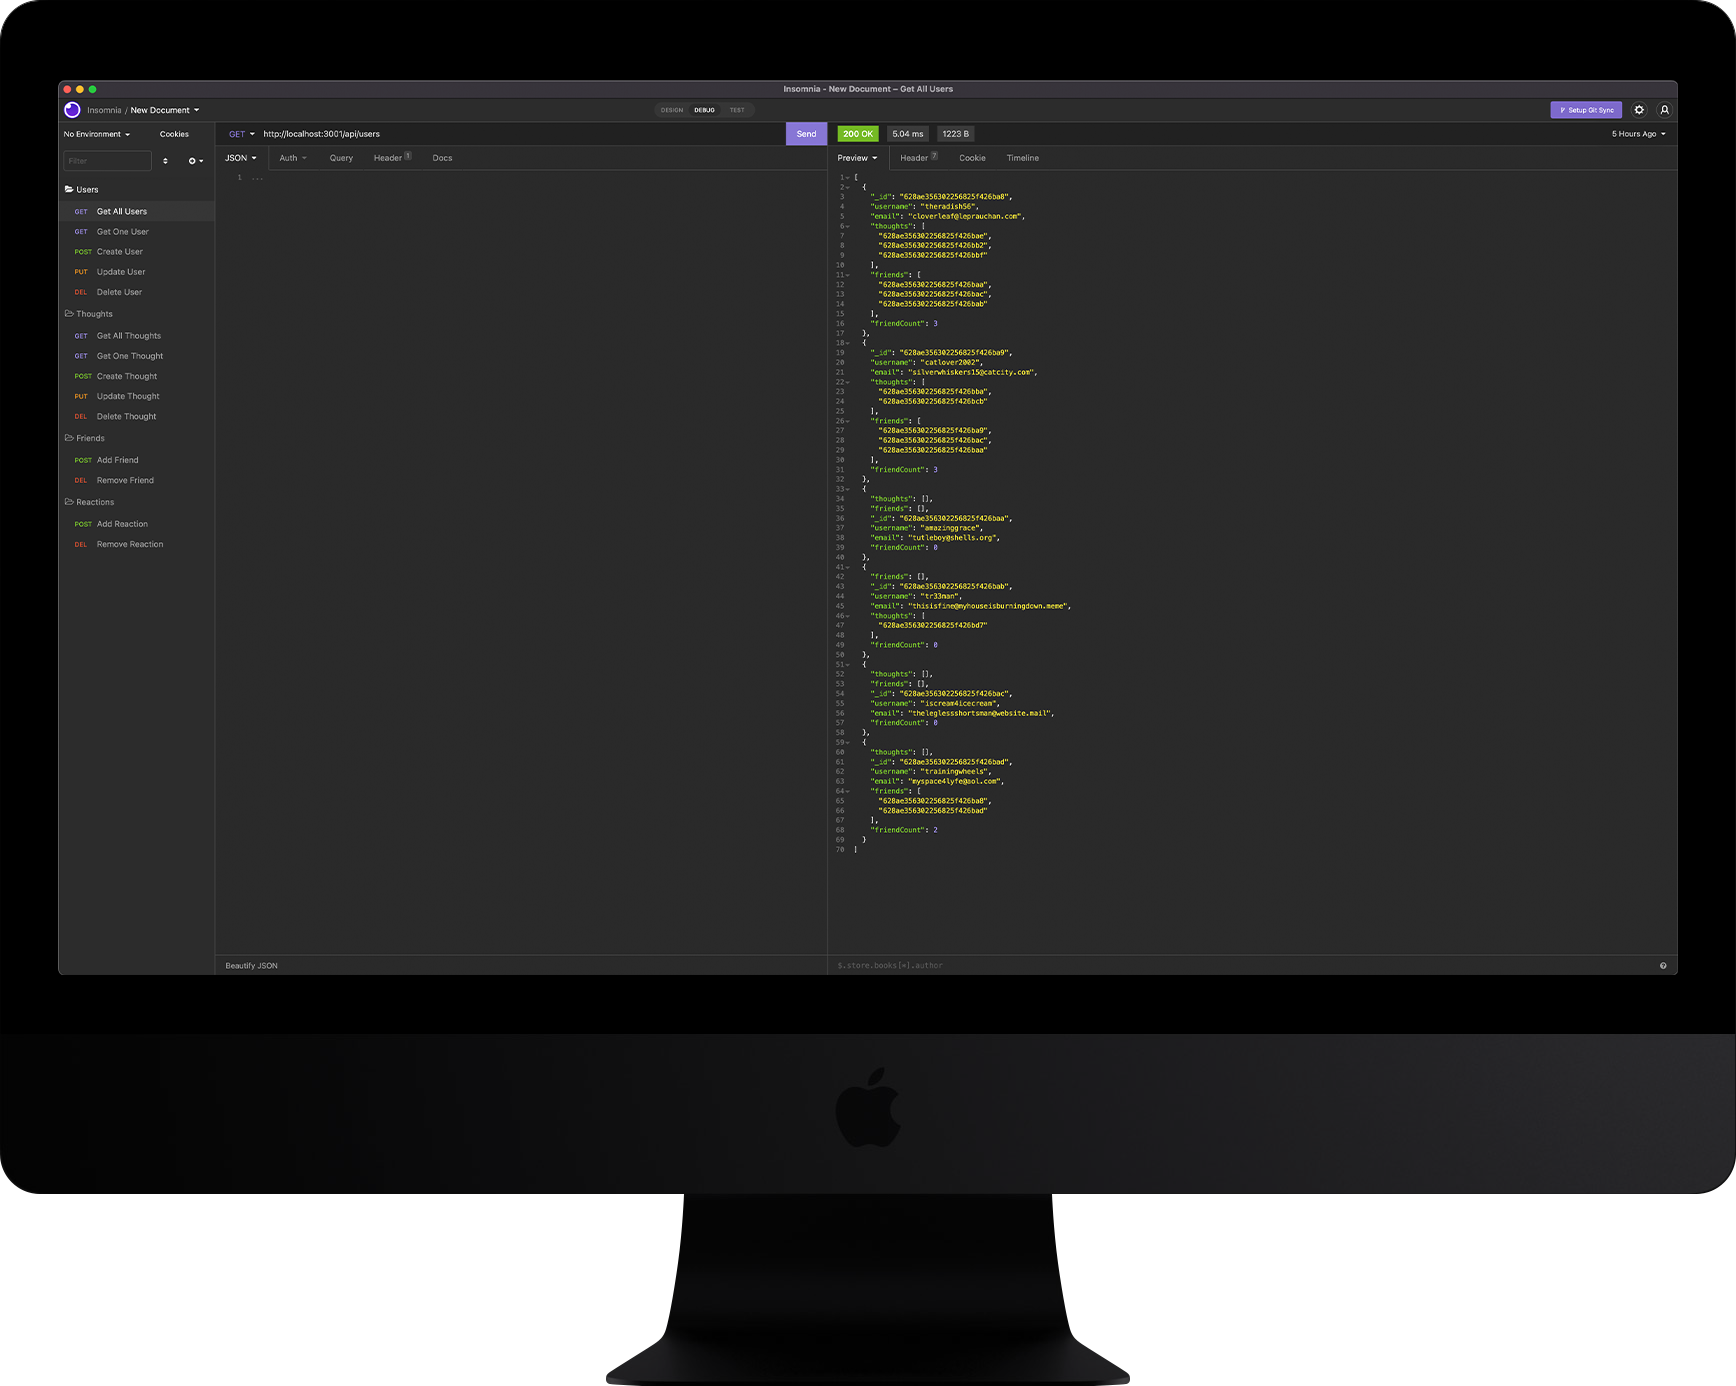 Insomnia - New Document – Get All Users
Insomnia / New Document
DESIGN DEBUG TEST
Setup Git Sync
No Environment Cookies
GET http://localhost:3001/api/users Send
200 OK 5.04 ms 1223 B 5 Hours Ago
Filter
JSON Auth Query Header 1 Docs
Preview Header 7 Cookie Timeline
Users
GET Get All Users
GET Get One User
POST Create User
PUT Update User
DEL Delete User
Thoughts
GET Get All Thoughts
GET Get One Thought
POST Create Thought
PUT Update Thought
DEL Delete Thought
Friends
POST Add Friend
DEL Remove Friend
Reactions
POST Add Reaction
DEL Remove Reaction
1 ...
1 [
2 {
3 "_id": "628ae356302256825f426ba8",
4 "username": "theradish56",
5 "email": "cloverleaf@leprauchan.com",
6 "thoughts": [
7 "628ae356302256825f426bae",
8 "628ae356302256825f426bb2",
9 "628ae356302256825f426bbf"
10 ],
11 "friends": [
12 "628ae356302256825f426baa",
13 "628ae356302256825f426bac",
14 "628ae356302256825f426bab"
15 ],
16 "friendCount": 3
17 },
18 {
19 "_id": "628ae356302256825f426ba9",
20 "username": "catlover2002",
21 "email": "silverwhiskers15@catcity.com",
22 "thoughts": [
23 "628ae356302256825f426bba",
24 "628ae356302256825f426bcb"
25 ],
26 "friends": [
27 "628ae356302256825f426ba9",
28 "628ae356302256825f426bac",
29 "628ae356302256825f426baa"
30 ],
31 "friendCount": 3
32 },
33 {
34 "thoughts": [],
35 "friends": [],
36 "_id": "628ae356302256825f426baa",
37 "username": "amazinggrace",
38 "email": "tutleboy@shells.org",
39 "friendCount": 0
40 },
41 {
42 "friends": [],
43 "_id": "628ae356302256825f426bab",
44 "username": "tr33man",
45 "email": "thisisfine@myhouseisburningdown.meme",
46 "thoughts": [
47 "628ae356302256825f426bd7"
48 ],
49 "friendCount": 0
50 },
51 {
52 "thoughts": [],
53 "friends": [],
54 "_id": "628ae356302256825f426bac",
55 "username": "iscream4icecream",
56 "email": "theleglessshortsman@website.mail",
57 "friendCount": 0
58 },
59 {
60 "thoughts": [],
61 "_id": "628ae356302256825f426bad",
62 "username": "trainingwheels",
63 "email": "myspace4lyfe@aol.com",
64 "friends": [
65 "628ae356302256825f426ba8",
66 "628ae356302256825f426bad"
67 ],
68 "friendCount": 2
69 }
70 ]
Beautify JSON
$.store.books[*].author